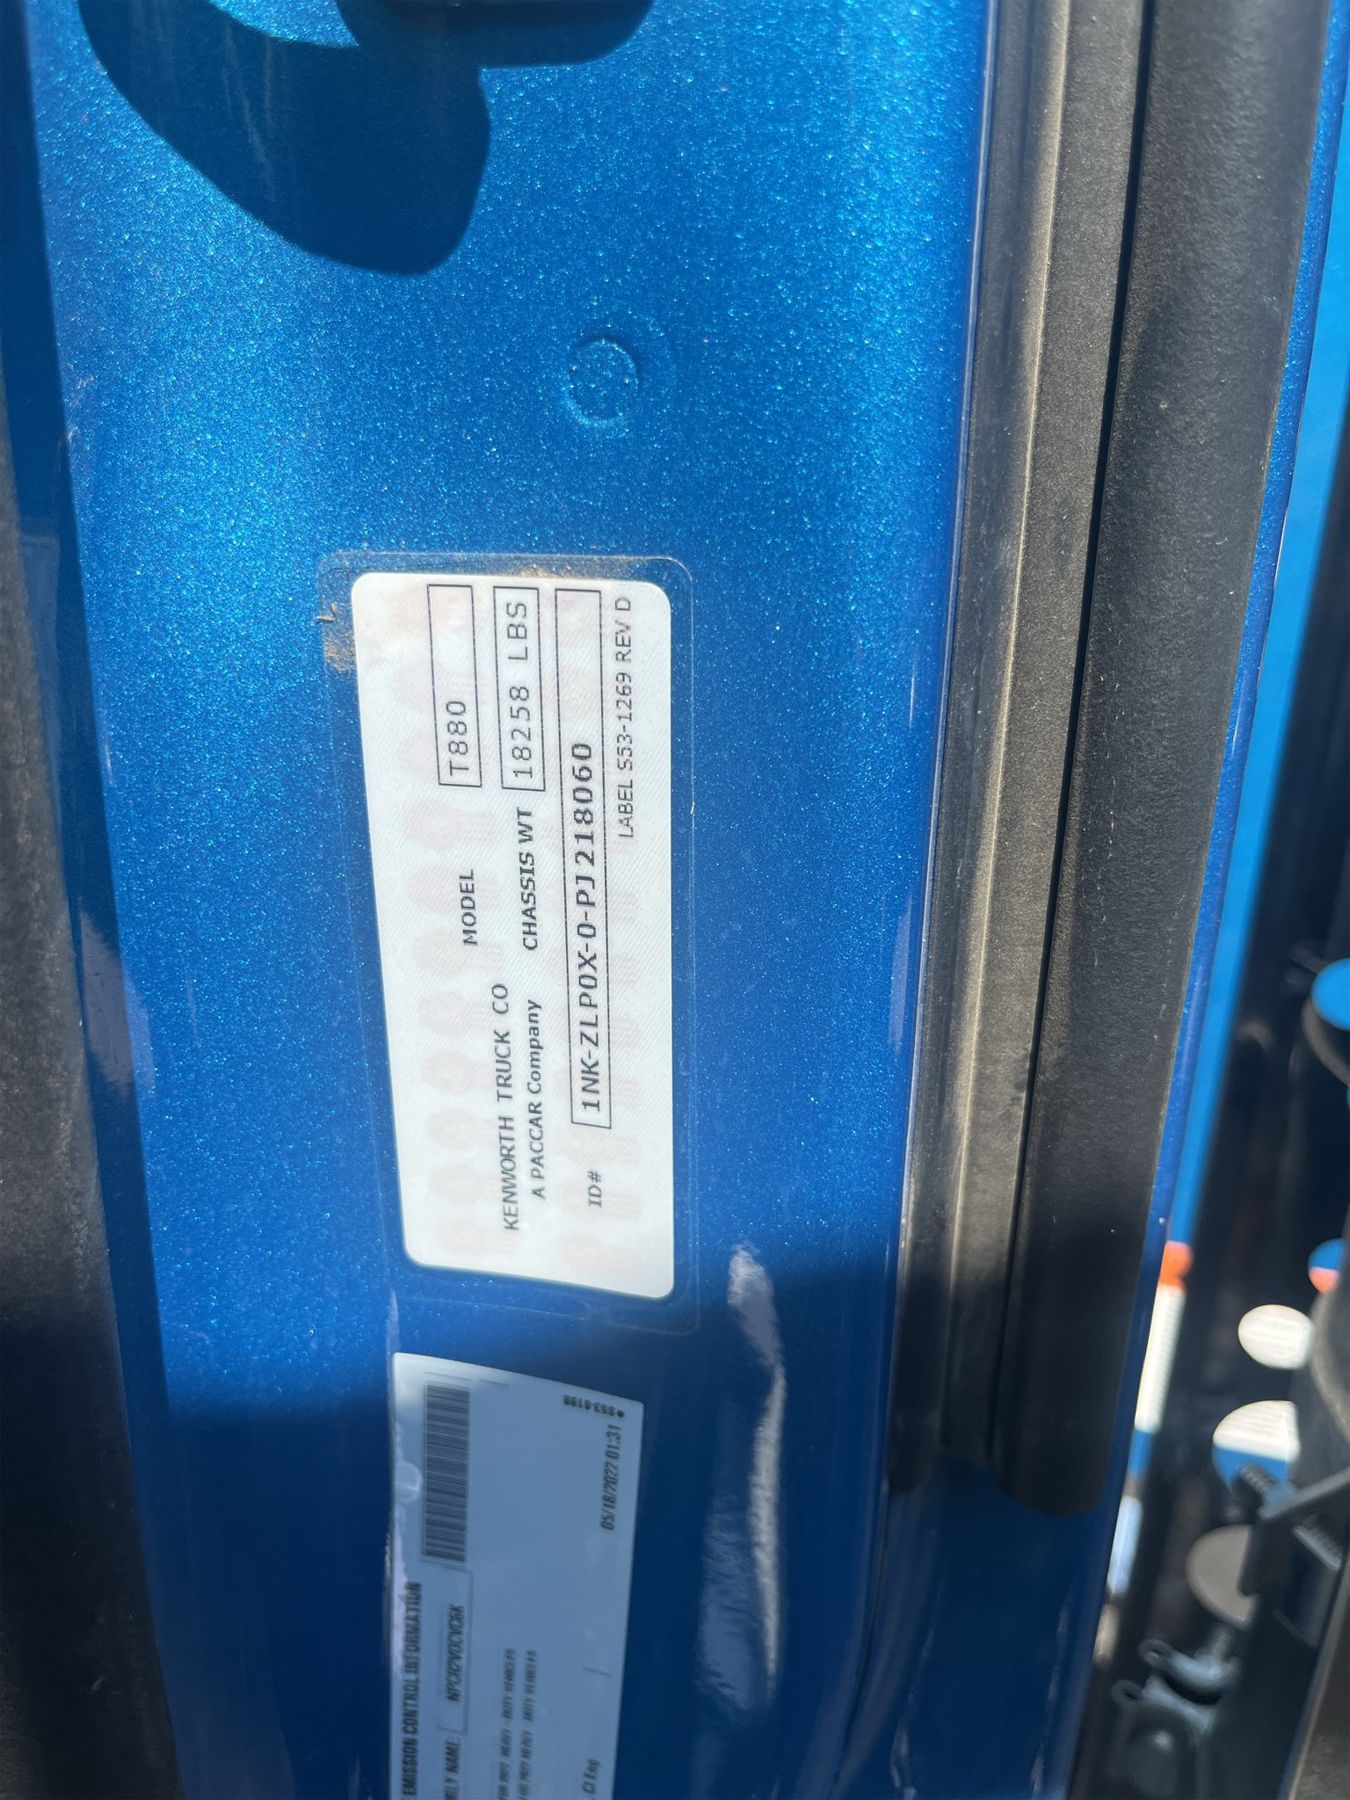 KENWORTH TRUCK CO MODEL T880
A PACCAR Company CHASSIS WT 18258 LBS
ID# 1NK-ZLP0X-0-PJ218060
LABEL S53-1269 REV D
EMISSION CONTROL INFORMATION
NAME:
05/18/2022 01:31